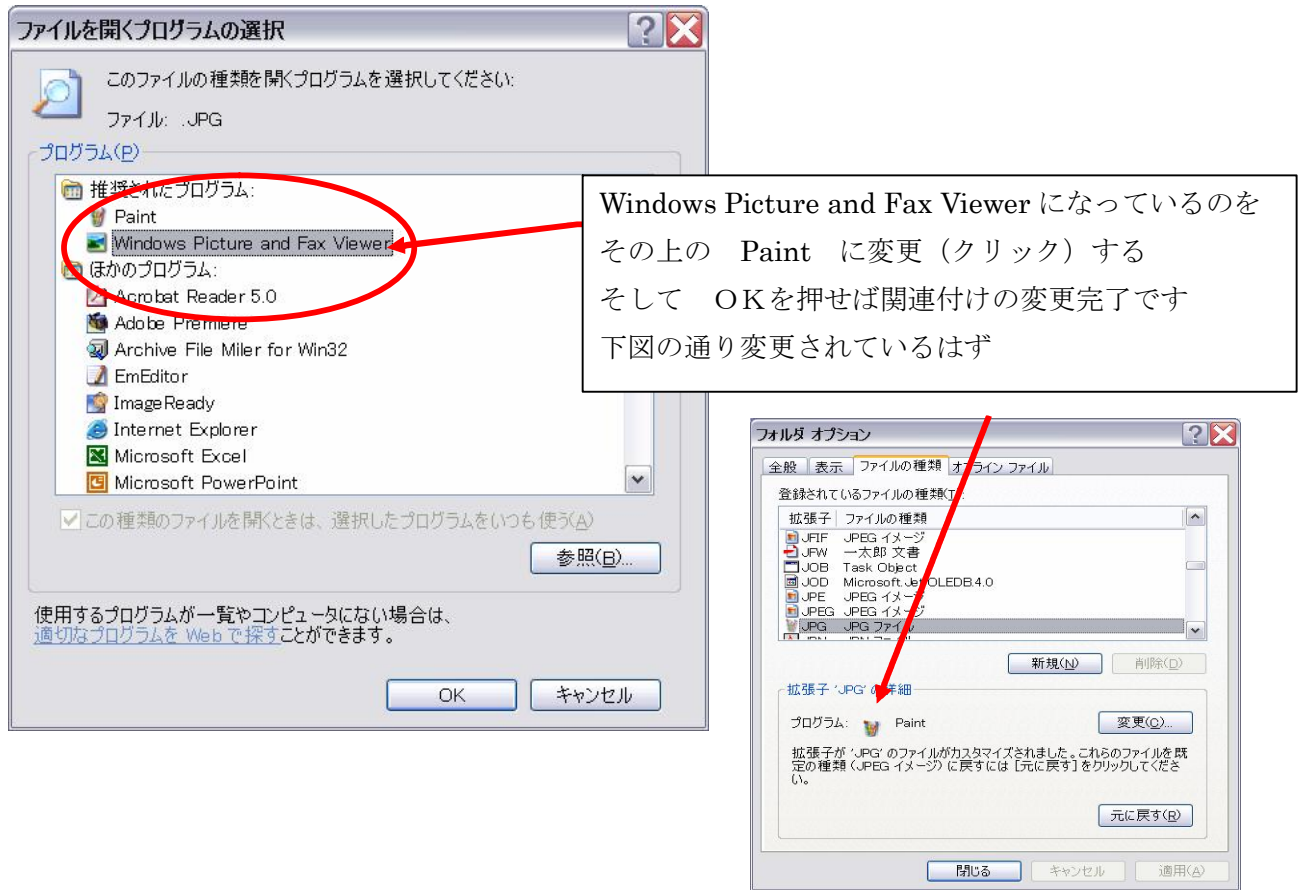 ファイルを開くプログラムの選択
このファイルの種類を開くプログラムを選択してください:
ファイル: .JPG
プログラム(P)
推奨されたプログラム:
Paint
Windows Picture and Fax Viewer
ほかのプログラム:
Acrobat Reader 5.0
Adobe Premiere
Archive File Miler for Win32
EmEditor
ImageReady
Internet Explorer
Microsoft Excel
Microsoft PowerPoint
この種類のファイルを開くときは、選択したプログラムをいつも使う(A)
参照(B)...
使用するプログラムが一覧やコンピュータにない場合は、
適切なプログラムを Web で探すことができます。
OK キャンセル
Windows Picture and Fax Viewer になっているのを
その上の Paint に変更(クリック)する
そして OKを押せば関連付けの変更完了です
下図の通り変更されているはず
フォルダ オプション
全般 表示 ファイルの種類 オフライン ファイル
登録されているファイルの種類(T):
拡張子 ファイルの種類
JFIF JPEG イメージ
JFW 一太郎 文書
JOB Task Object
JOD Microsoft.Jet.OLEDB.4.0
JPE JPEG イメージ
JPEG JPEG イメージ
JPG JPG ファイル
新規(N) 削除(D)
拡張子 'JPG' の詳細
プログラム: Paint 変更(C)...
拡張子が 'JPG' のファイルがカスタマイズされました。これらのファイルを既
定の種類 (JPEG イメージ) に戻すには [元に戻す] をクリックしてくださ
い。
元に戻す(R)
閉じる キャンセル 適用(A)